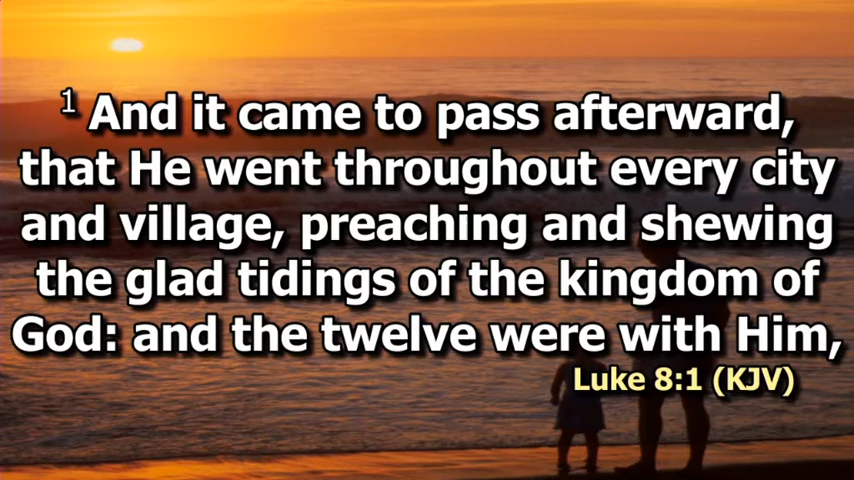 1 And it came to pass afterward,
that He went throughout every city
and village, preaching and shewing
the glad tidings of the kingdom of
God: and the twelve were with Him,
Luke 8:1 (KJV)